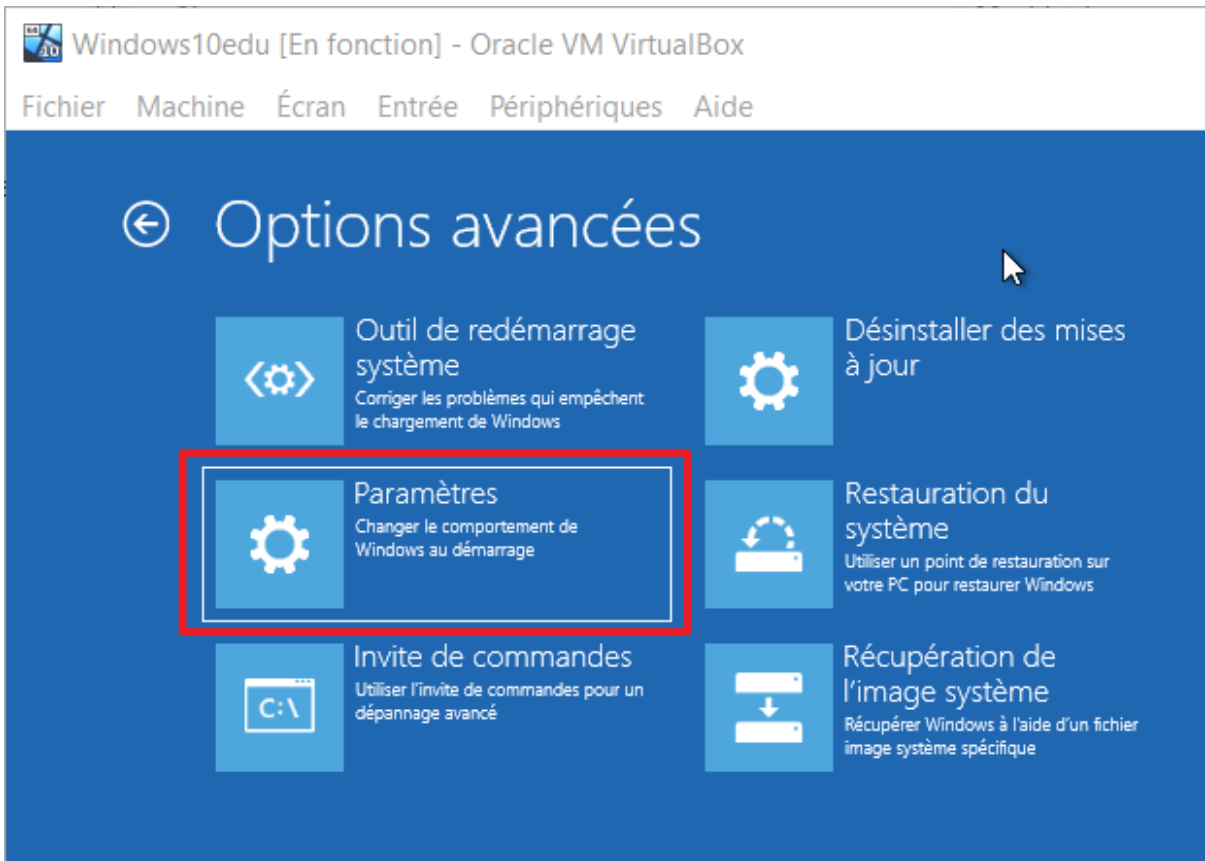 Windows10edu [En fonction] - Oracle VM VirtualBox
Fichier Machine Écran Entrée Périphériques Aide
Options avancées
Outil de redémarrage
système
Corriger les problèmes qui empêchent
le chargement de Windows
Désinstaller des mises
à jour
Paramètres
Changer le comportement de
Windows au démarrage
Restauration du
système
Utiliser un point de restauration sur
votre PC pour restaurer Windows
Invite de commandes
Utiliser l'invite de commandes pour un
dépannage avancé
C:\
Récupération de
l'image système
Récupérer Windows à l'aide d'un fichier
image système spécifique